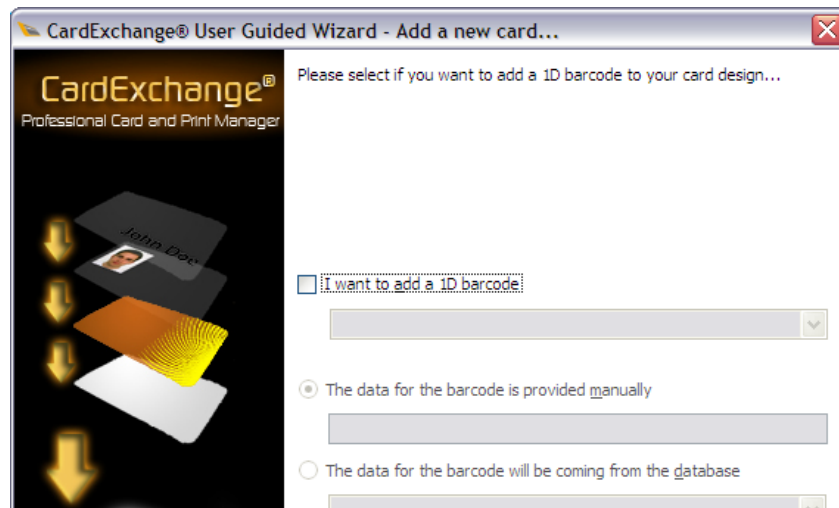 CardExchange® User Guided Wizard - Add a new card...
CardExchange®
Professional Card and Print Manager
Please select if you want to add a 1D barcode to your card design...
John Doe
I want to add a 1D barcode
The data for the barcode is provided manually
The data for the barcode will be coming from the database